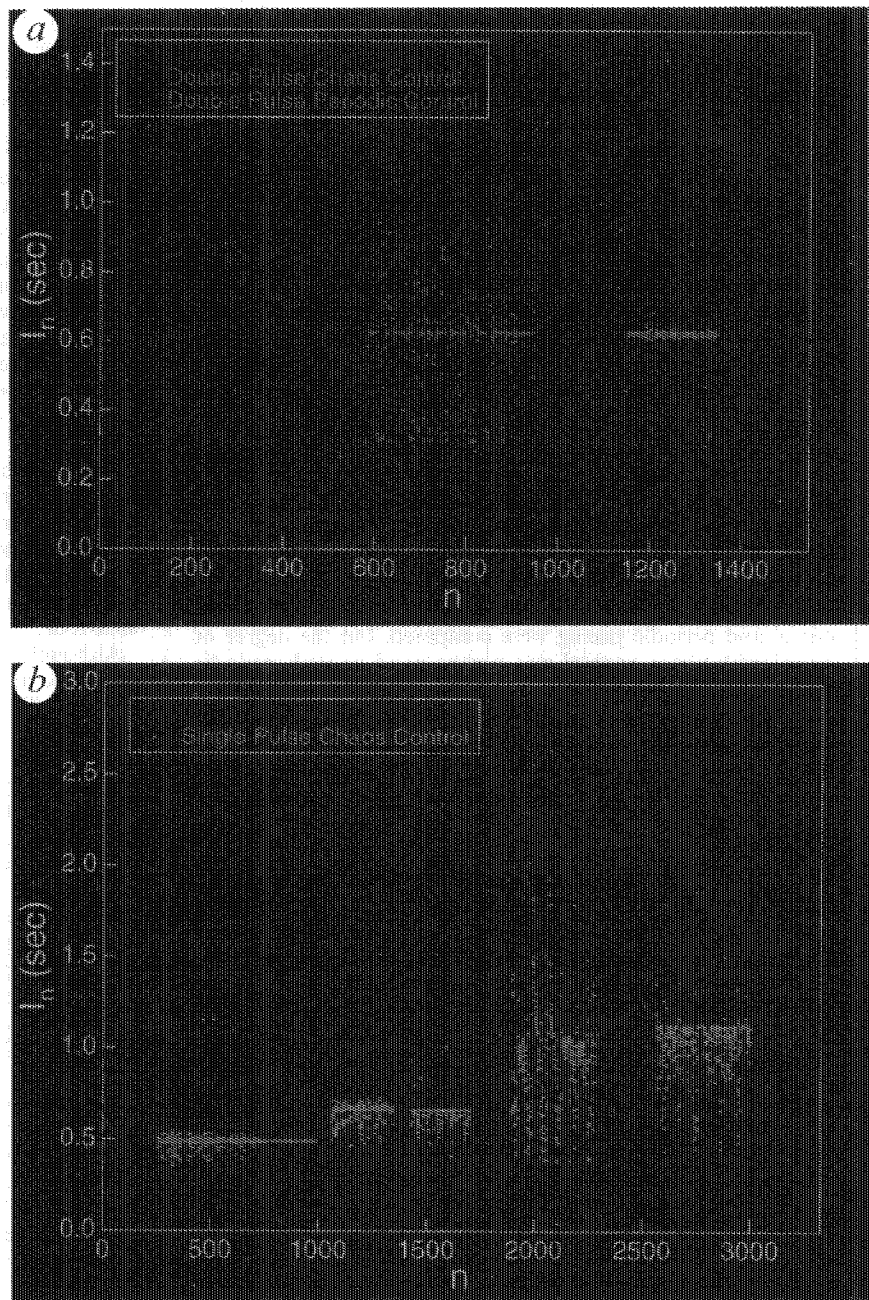 a
Double Pulse Chaos Control
Double Pulse Periodic Control
1.4
1.2
1.0
0.8
0.6
0.4
0.2
0.0
I_n (sec)
0 200 400 600 800 1000 1200 1400
n
b
3.0
Single Pulse Chaos Control
2.5
2.0
1.5
1.0
0.5
0.0
I_n (sec)
0 500 1000 1500 2000 2500 3000
n